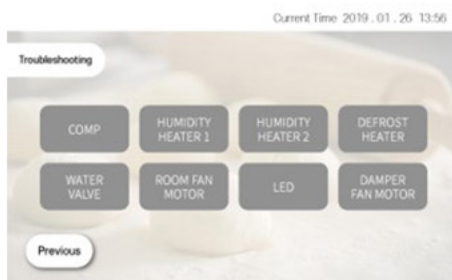 Current Time 2019 . 01 . 26 13:56
Troubleshooting
COMP
HUMIDITY
HEATER 1
HUMIDITY
HEATER 2
DEFROST
HEATER
WATER
VALVE
ROOM FAN
MOTOR
LED
DAMPER
FAN MOTOR
Previous